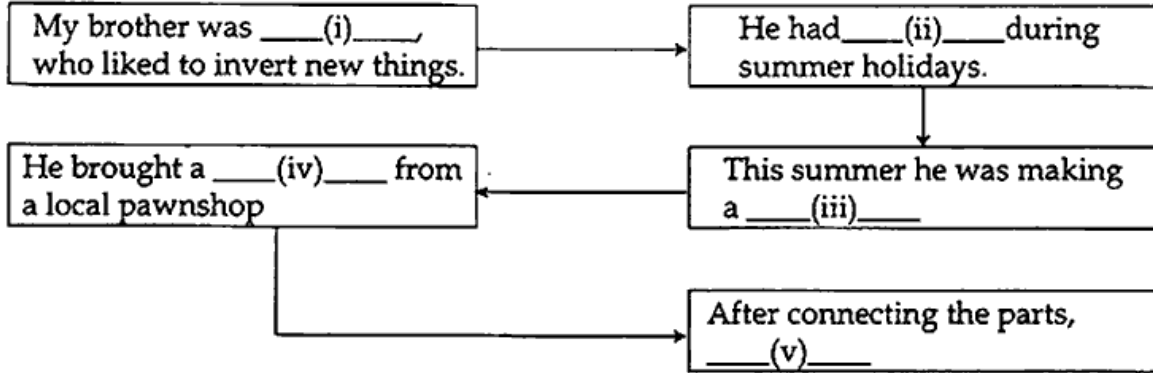 My brother was ____(i)____,
who liked to invert new things.
He had____(ii)____during
summer holidays.
This summer he was making
a ____(iii)____
He brought a ____(iv)____ from
a local pawnshop
After connecting the parts,
____(v)____